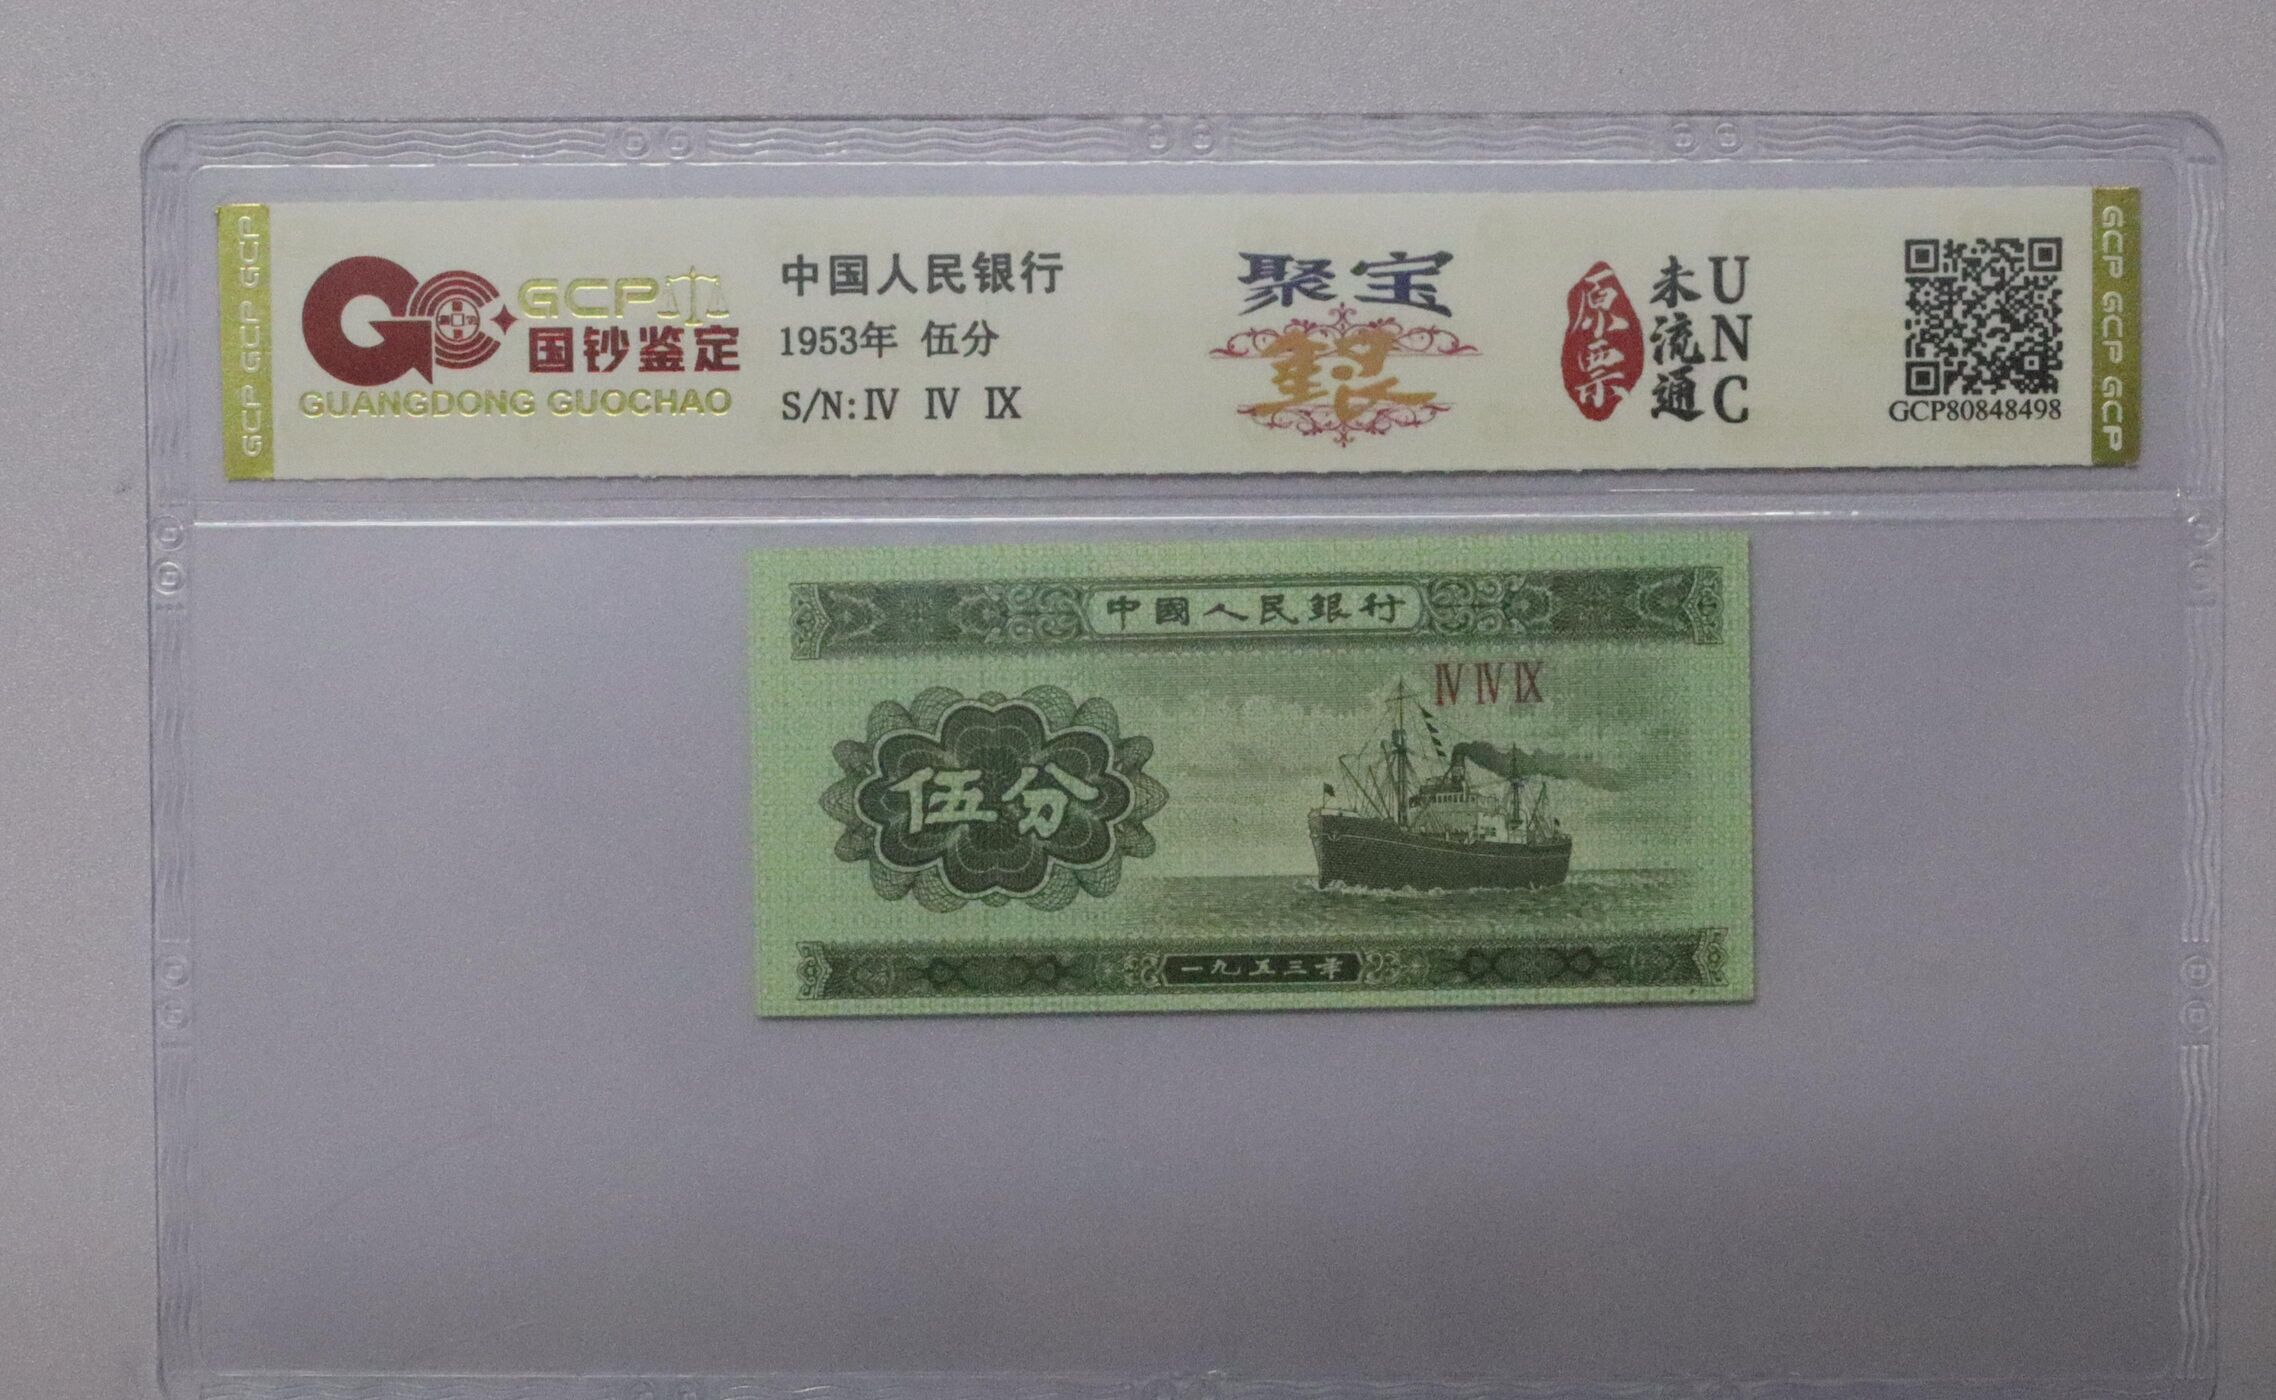 GCP GCP GCP
GCP
国钞鉴定
GUANGDONG GUOCHAO
中国人民银行
1953年 伍分
S/N:Ⅳ Ⅳ Ⅸ
聚宝
原票
未流通
UNC
GCP80848498
GCP GCP GCP
中國人民銀行
Ⅳ Ⅳ Ⅸ
伍分
一九五三年